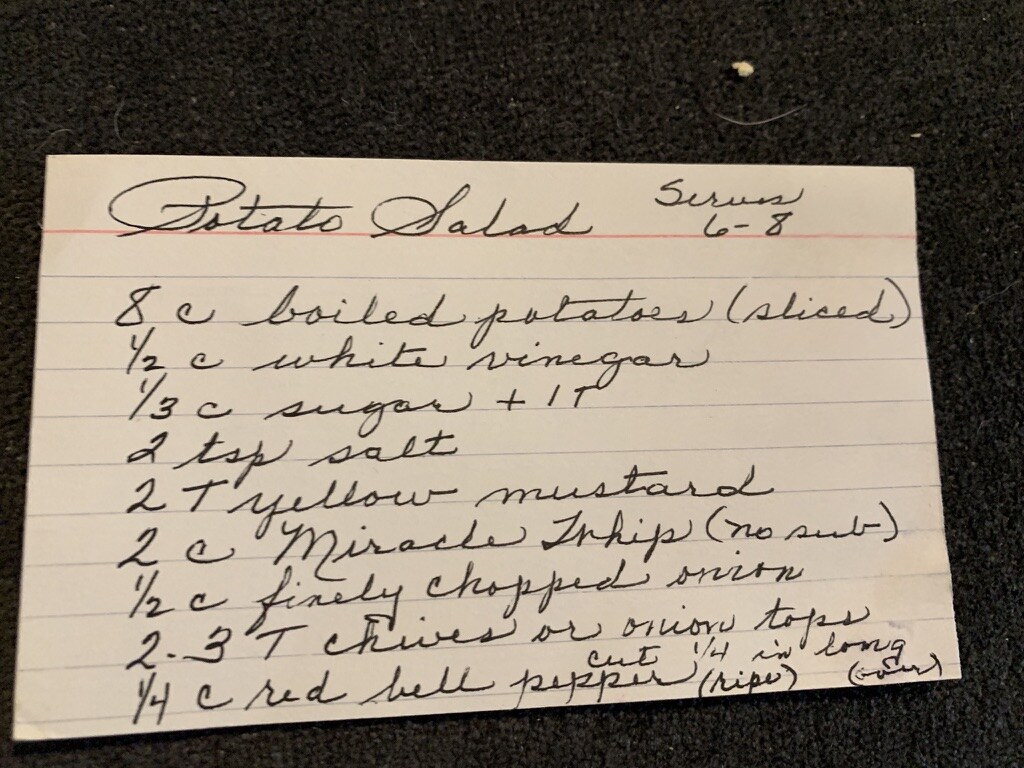 Potato Salad Serves
6-8
8 c boiled potatoes (sliced)
1/2 c white vinegar
1/3 c sugar + 1 T
2 tsp salt
2 T yellow mustard
2 c Miracle Whip (no sub)
1/2 c finely chopped onion
2-3 T chives or onion tops
cut 1/4 in long
1/4 c red bell pepper (ripe) (over)